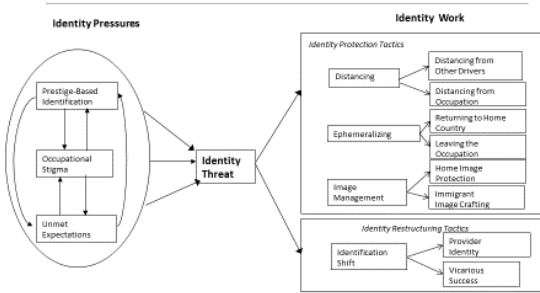 Identity Pressures
Identity Work
Prestige-Based
Identification
Occupational
Stigma
Unmet
Expectations
Identity
Threat
Identity Protection Tactics
Distancing
Distancing from
Other Drivers
Distancing from
Occupation
Ephemeralizing
Returning to Home
Country
Leaving the
Occupation
Image
Management
Home Image
Protection
Immigrant
Image Crafting
Identity Restructuring Tactics
Identification
Shift
Provider
Identity
Vicarious
Success